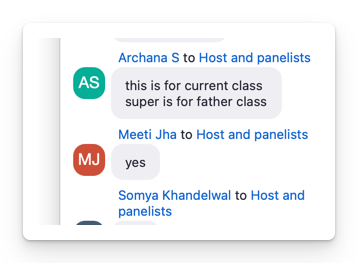 Archana S to Host and panelists
AS
this is for current class
super is for father class
Meeti Jha to Host and panelists
MJ
yes
Somya Khandelwal to Host and
panelists